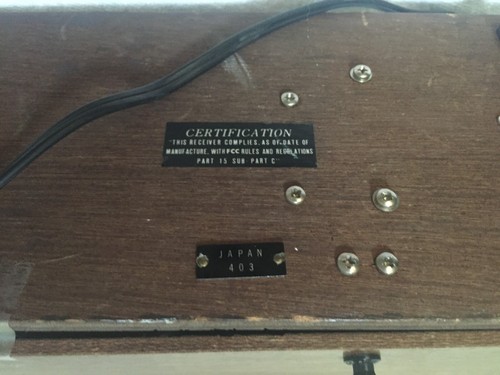 CERTIFICATION
"THIS RECEIVER COMPLIES, AS OF DATE OF
MANUFACTURE, WITH FCC RULES AND REGULATIONS
PART 15 SUB PART C"
JAPAN
403